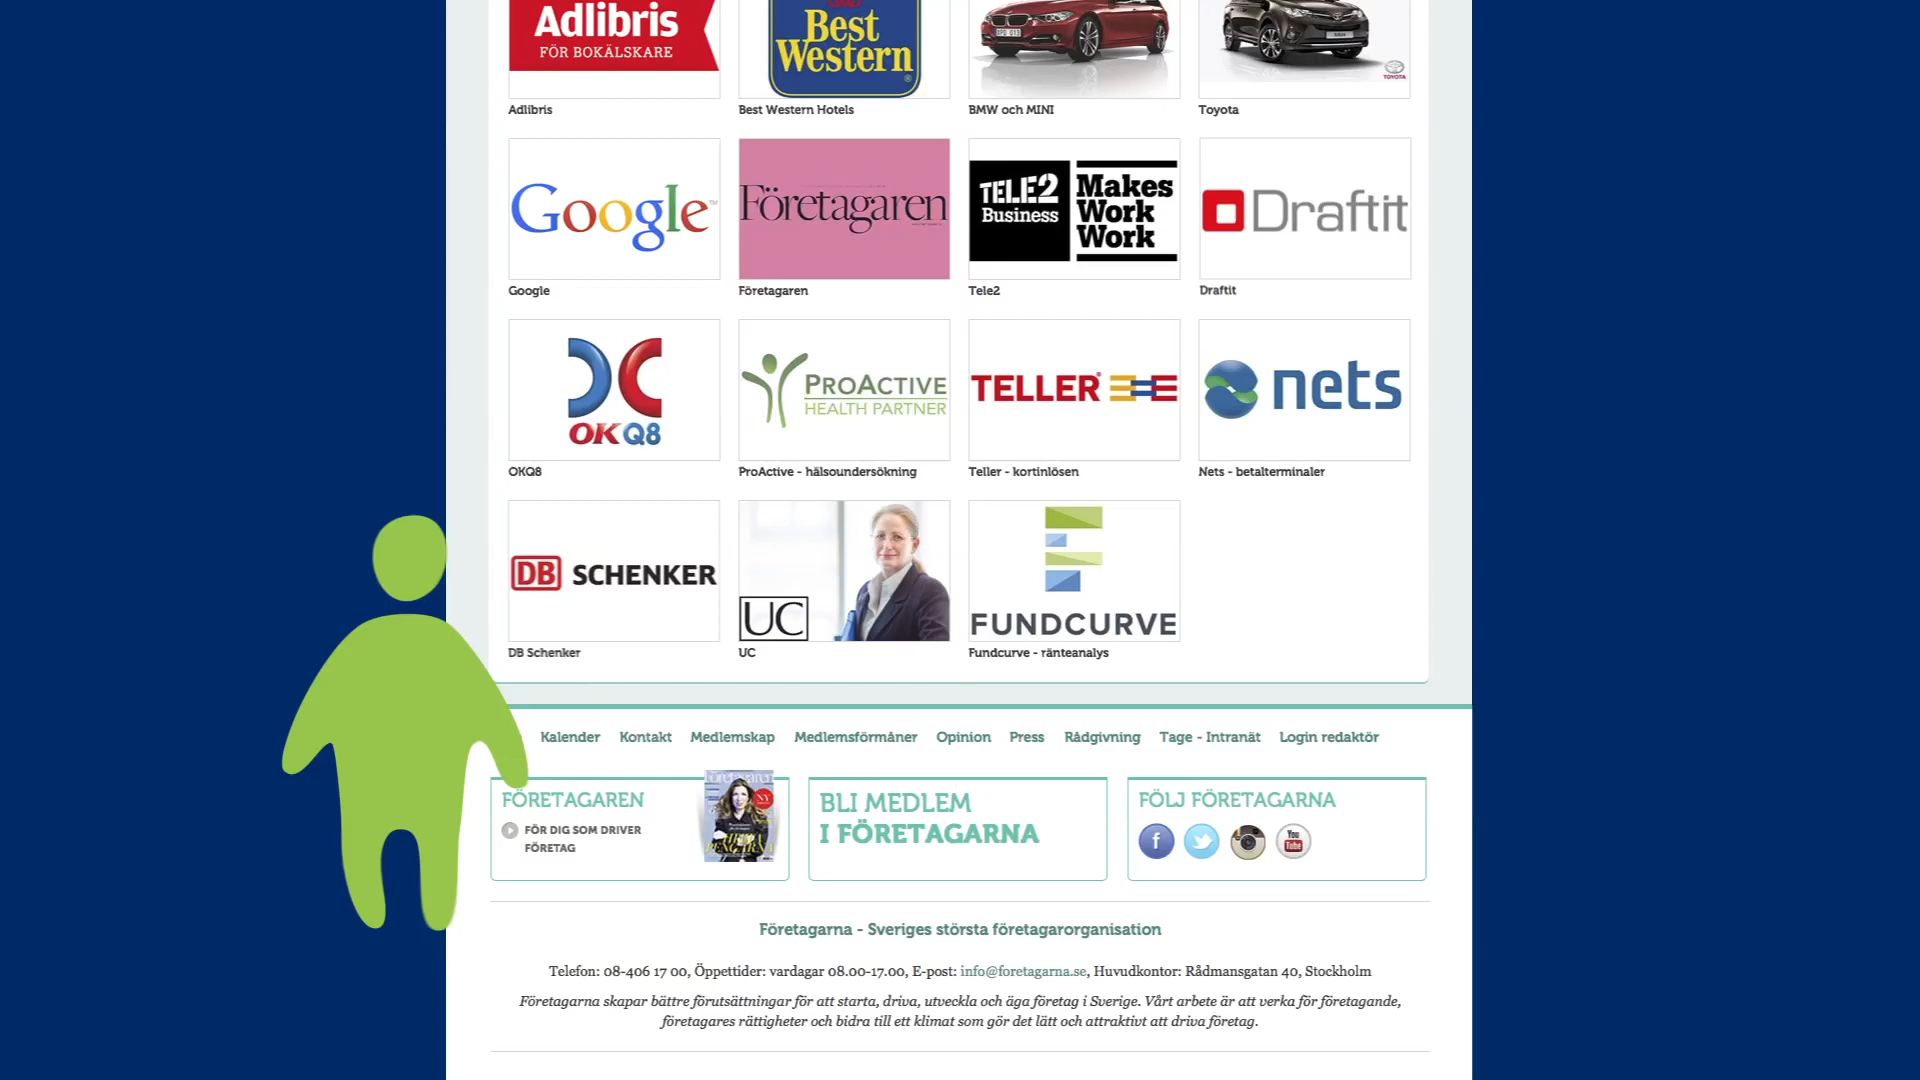 Adlibris
FÖR BOKÄLSKARE
Best
Western
®
TOYOTA
Adlibris
Best Western Hotels
BMW och MINI
Toyota
Google
Företagaren
TELE2
Business
Makes
Work
Work
Draftit
Google
Företagaren
Tele2
Draftit
OKQ8
PROACTIVE
HEALTH PARTNER
TELLER
nets
OKQ8
ProActive - hälsoundersökning
Teller - kortinlösen
Nets - betalterminaler
DB SCHENKER
UC
FUNDCURVE
DB Schenker
UC
Fundcurve - ränteanalys
Kalender Kontakt Medlemskap Medlemsförmåner Opinion Press Rådgivning Tage - Intranät Login redaktör
FÖRETAGAREN
FÖR DIG SOM DRIVER
FÖRETAG
BLI MEDLEM
I FÖRETAGARNA
FÖLJ FÖRETAGARNA
f
You
Tube
Företagarna - Sveriges största företagarorganisation
Telefon: 08-406 17 00, Öppettider: vardagar 08.00-17.00, E-post: info@foretagarna.se, Huvudkontor: Rådmansgatan 40, Stockholm
Företagarna skapar bättre förutsättningar för att starta, driva, utveckla och äga företag i Sverige. Vårt arbete är att verka för företagande,
företagares rättigheter och bidra till ett klimat som gör det lätt och attraktivt att driva företag.